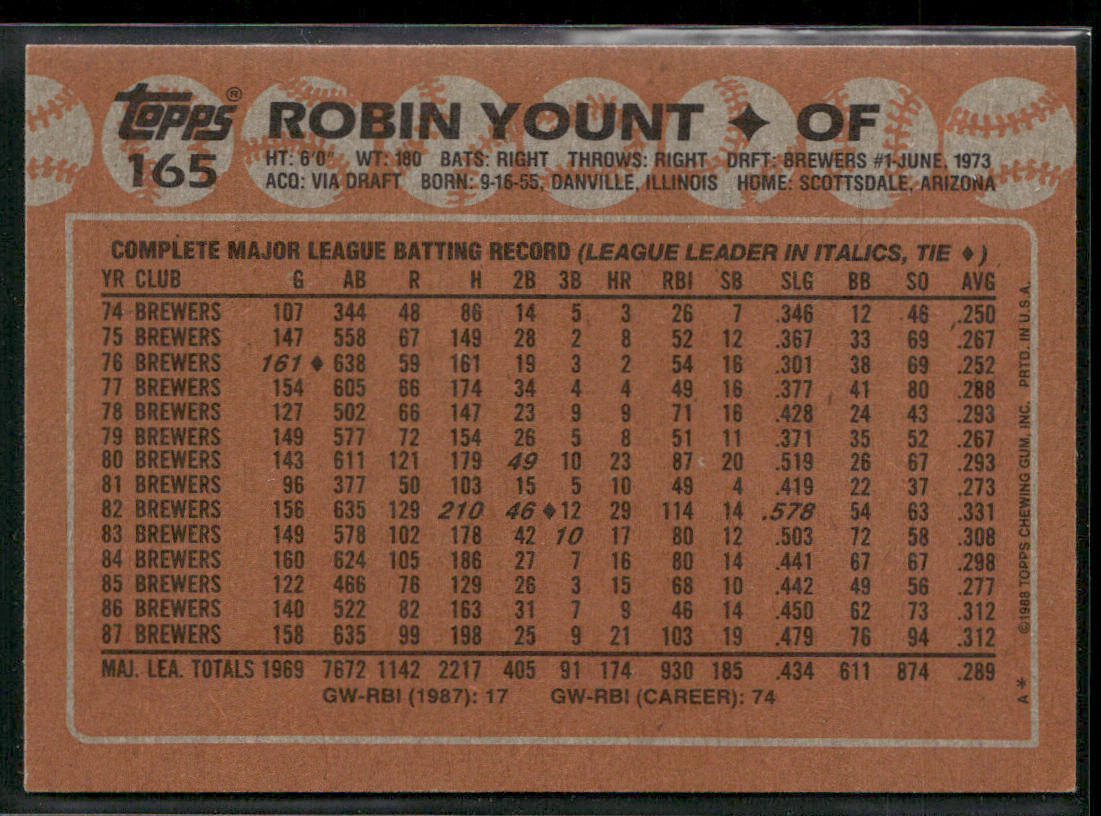 topps®
165
ROBIN YOUNT ✦ OF
HT: 6'0" WT: 180 BATS: RIGHT THROWS: RIGHT DRFT: BREWERS #1-JUNE, 1973
ACQ: VIA DRAFT BORN: 9-16-55, DANVILLE, ILLINOIS HOME: SCOTTSDALE, ARIZONA
COMPLETE MAJOR LEAGUE BATTING RECORD (LEAGUE LEADER IN ITALICS, TIE ♦)
YR CLUB G AB R H 2B 3B HR RBI SB SLG BB SO AVG
74 BREWERS 107 344 48 86 14 5 3 26 7 .346 12 46 .250
75 BREWERS 147 558 67 149 28 2 8 52 12 .367 33 69 .267
76 BREWERS 161 ♦ 638 59 161 19 3 2 54 16 .301 38 69 .252
77 BREWERS 154 605 66 174 34 4 4 49 16 .377 41 80 .288
78 BREWERS 127 502 66 147 23 9 9 71 16 .428 24 43 .293
79 BREWERS 149 577 72 154 26 5 8 51 11 .371 35 52 .267
80 BREWERS 143 611 121 179 49 10 23 87 20 .519 26 67 .293
81 BREWERS 96 377 50 103 15 5 10 49 4 .419 22 37 .273
82 BREWERS 156 635 129 210 46 ♦ 12 29 114 14 .578 54 63 .331
83 BREWERS 149 578 102 178 42 10 17 80 12 .503 72 58 .308
84 BREWERS 160 624 105 186 27 7 16 80 14 .441 67 67 .298
85 BREWERS 122 466 76 129 26 3 15 68 10 .442 49 56 .277
86 BREWERS 140 522 82 163 31 7 9 46 14 .450 62 73 .312
87 BREWERS 158 635 99 198 25 9 21 103 19 .479 76 94 .312
MAJ. LEA. TOTALS 1969 7672 1142 2217 405 91 174 930 185 .434 611 874 .289
GW-RBI (1987): 17 GW-RBI (CAREER): 74
A * ©1988 TOPPS CHEWING GUM, INC. PRTD. IN U.S.A.